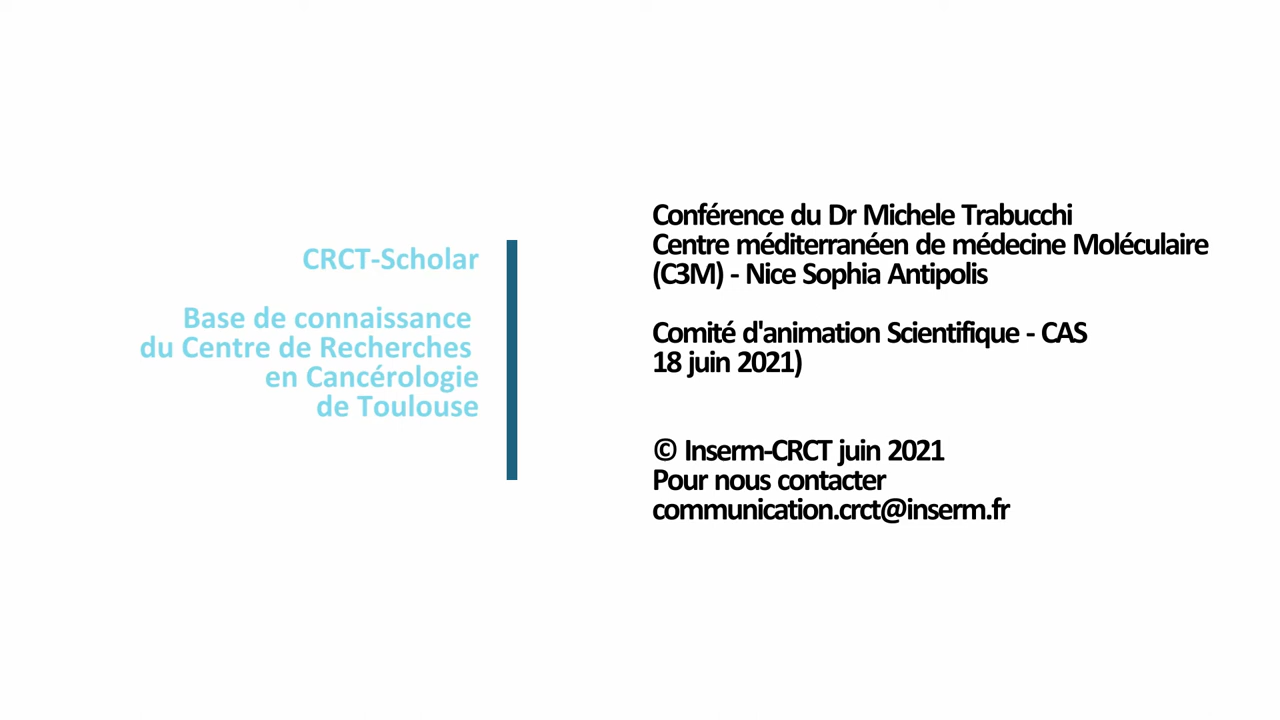 CRCT-Scholar
Base de connaissance
du Centre de Recherches
en Cancérologie
de Toulouse
Conférence du Dr Michele Trabucchi
Centre méditerranéen de médecine Moléculaire
(C3M) - Nice Sophia Antipolis
Comité d'animation Scientifique - CAS
18 juin 2021)
© Inserm-CRCT juin 2021
Pour nous contacter
communication.crct@inserm.fr